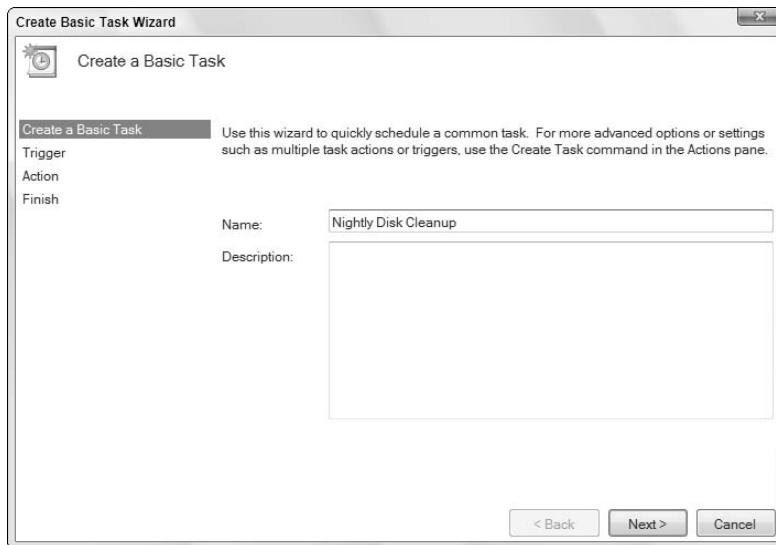 Create Basic Task Wizard
Create a Basic Task
Create a Basic Task
Trigger
Action
Finish
Use this wizard to quickly schedule a common task. For more advanced options or settings
such as multiple task actions or triggers, use the Create Task command in the Actions pane.
Name:
Nightly Disk Cleanup
Description:
< Back
Next >
Cancel